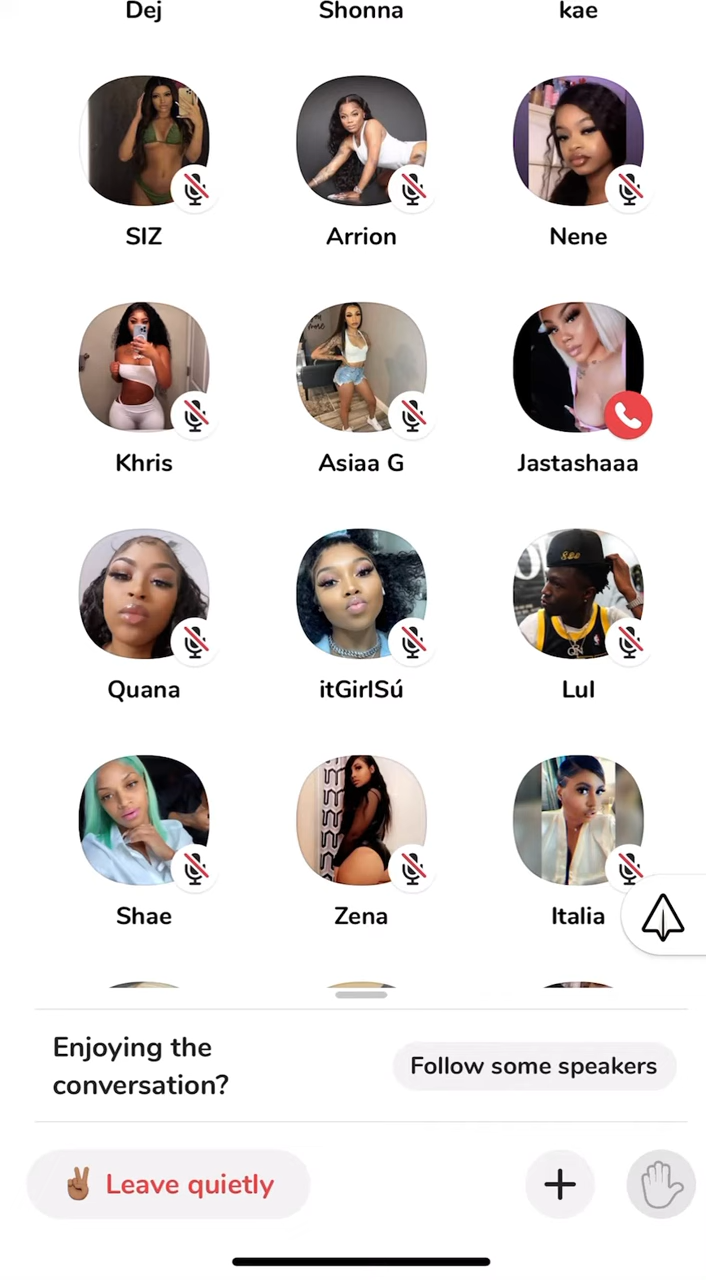 Dej Shonna kae
SIZ Arrion Nene
Khris Asiaa G Jastashaaa
Quana itGirlSú Lul
Shae Zena Italia
Enjoying the
conversation?
Follow some speakers
✌🏽 Leave quietly